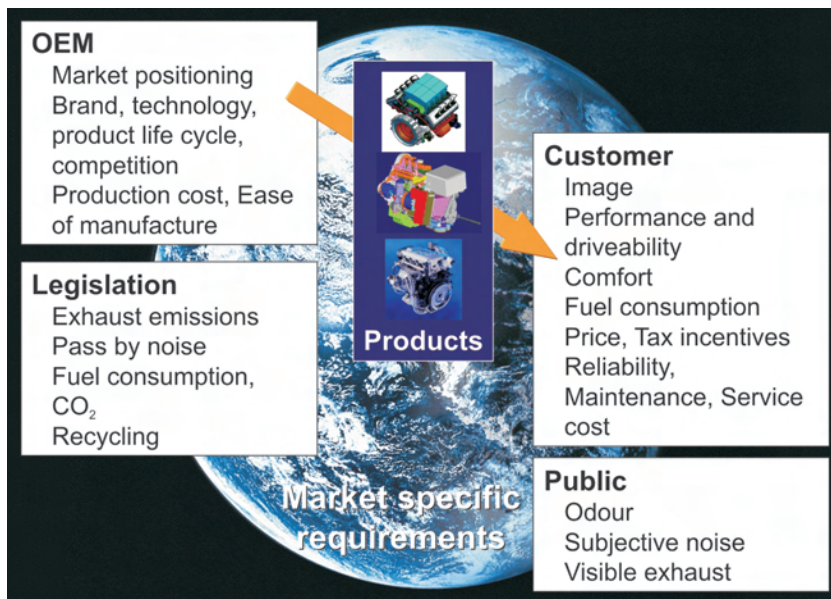 OEM
Market positioning
Brand, technology,
product life cycle,
competition
Production cost, Ease
of manufacture
Legislation
Exhaust emissions
Pass by noise
Fuel consumption,
CO₂
Recycling
Products
Customer
Image
Performance and
driveability
Comfort
Fuel consumption
Price, Tax incentives
Reliability,
Maintenance, Service
cost
Public
Odour
Subjective noise
Visible exhaust
Market specific
requirements